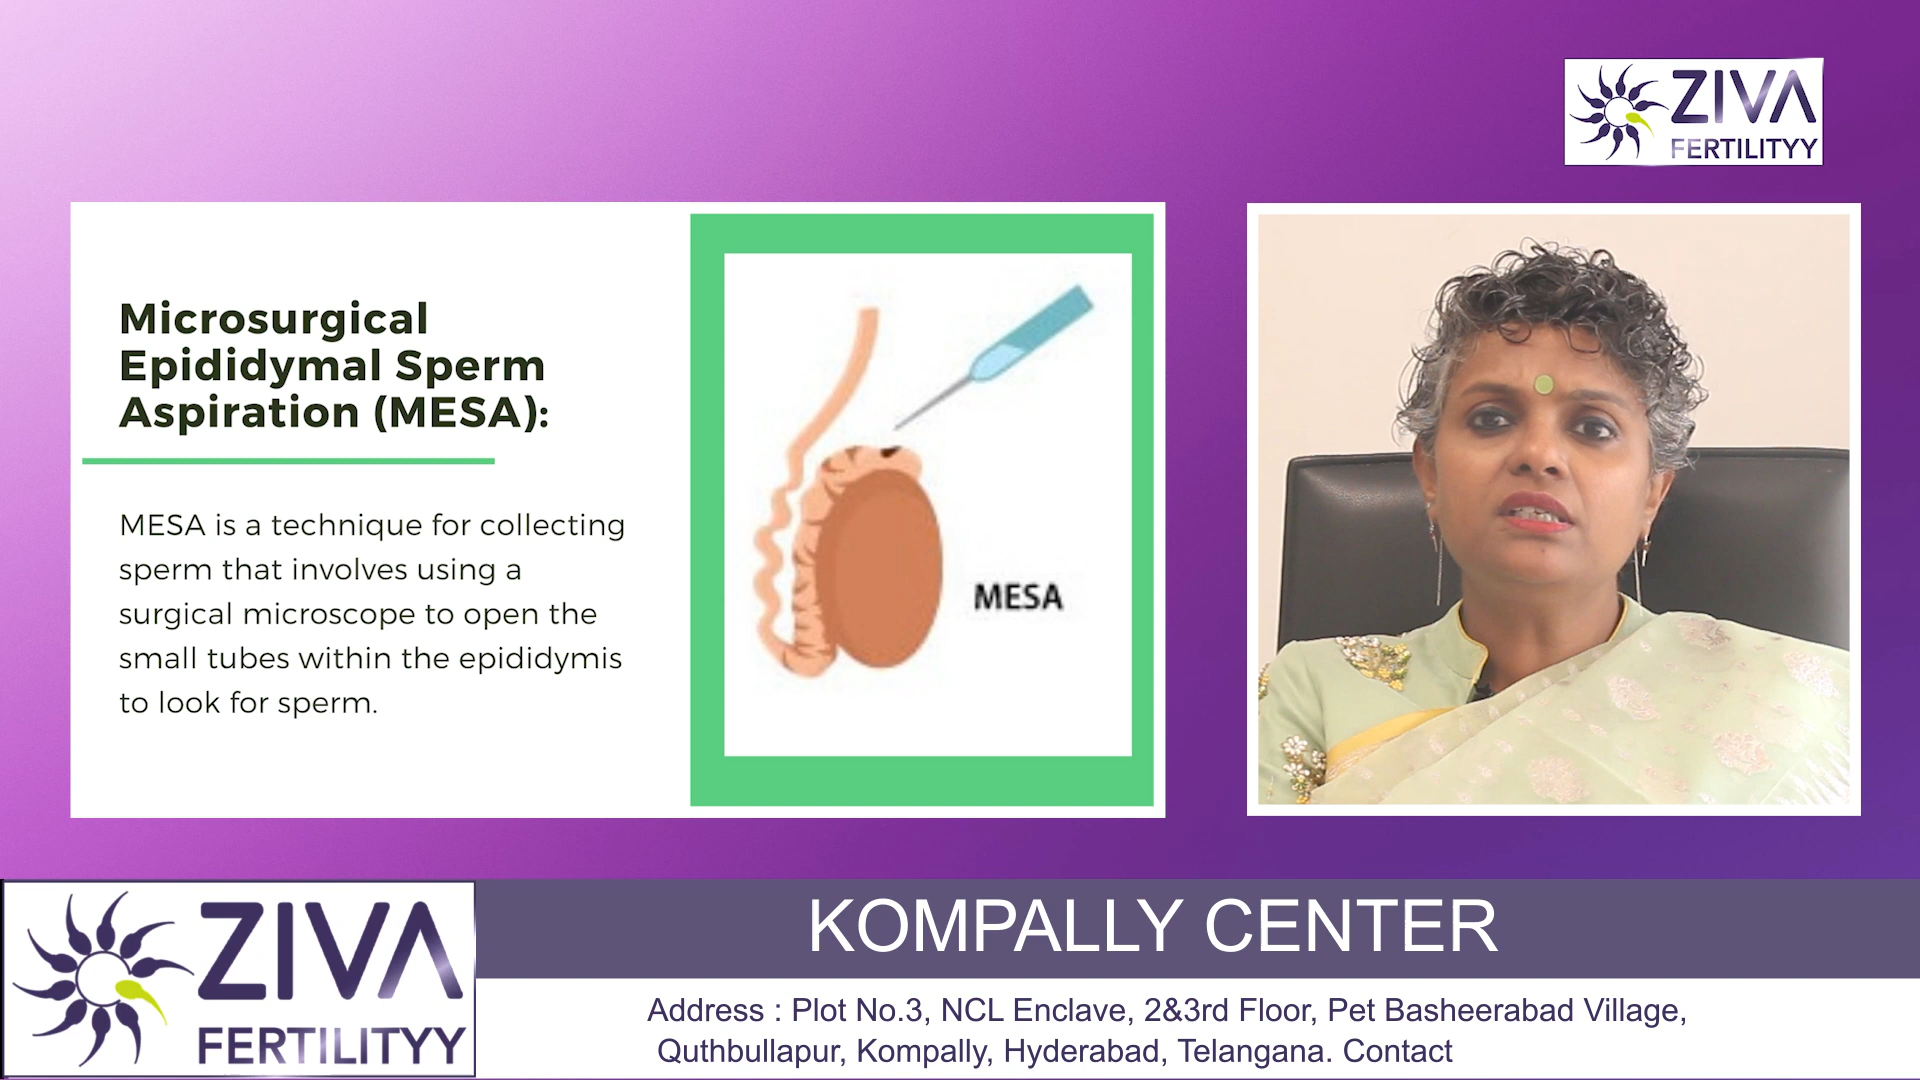 ZIVA
FERTILITYY
Microsurgical
Epididymal Sperm
Aspiration (MESA):
MESA is a technique for collecting
sperm that involves using a
surgical microscope to open the
small tubes within the epididymis
to look for sperm.
MESA
ZIVA
FERTILITYY
KOMPALLY CENTER
Address : Plot No.3, NCL Enclave, 2&3rd Floor, Pet Basheerabad Village,
Quthbullapur, Kompally, Hyderabad, Telangana. Contact